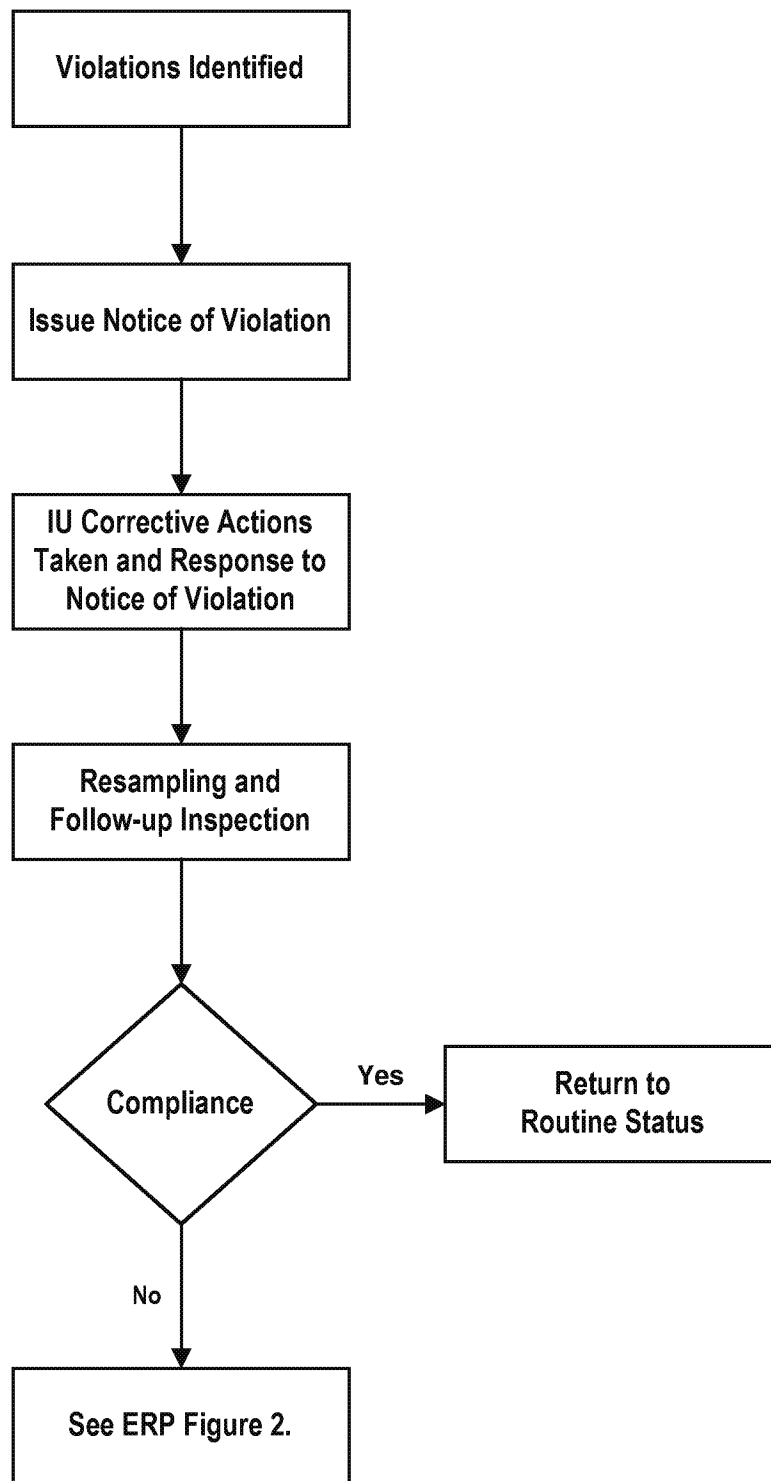 Violations Identified
Issue Notice of Violation
IU Corrective Actions
Taken and Response to
Notice of Violation
Resampling and
Follow-up Inspection
Compliance
Yes
Return to
Routine Status
No
See ERP Figure 2.